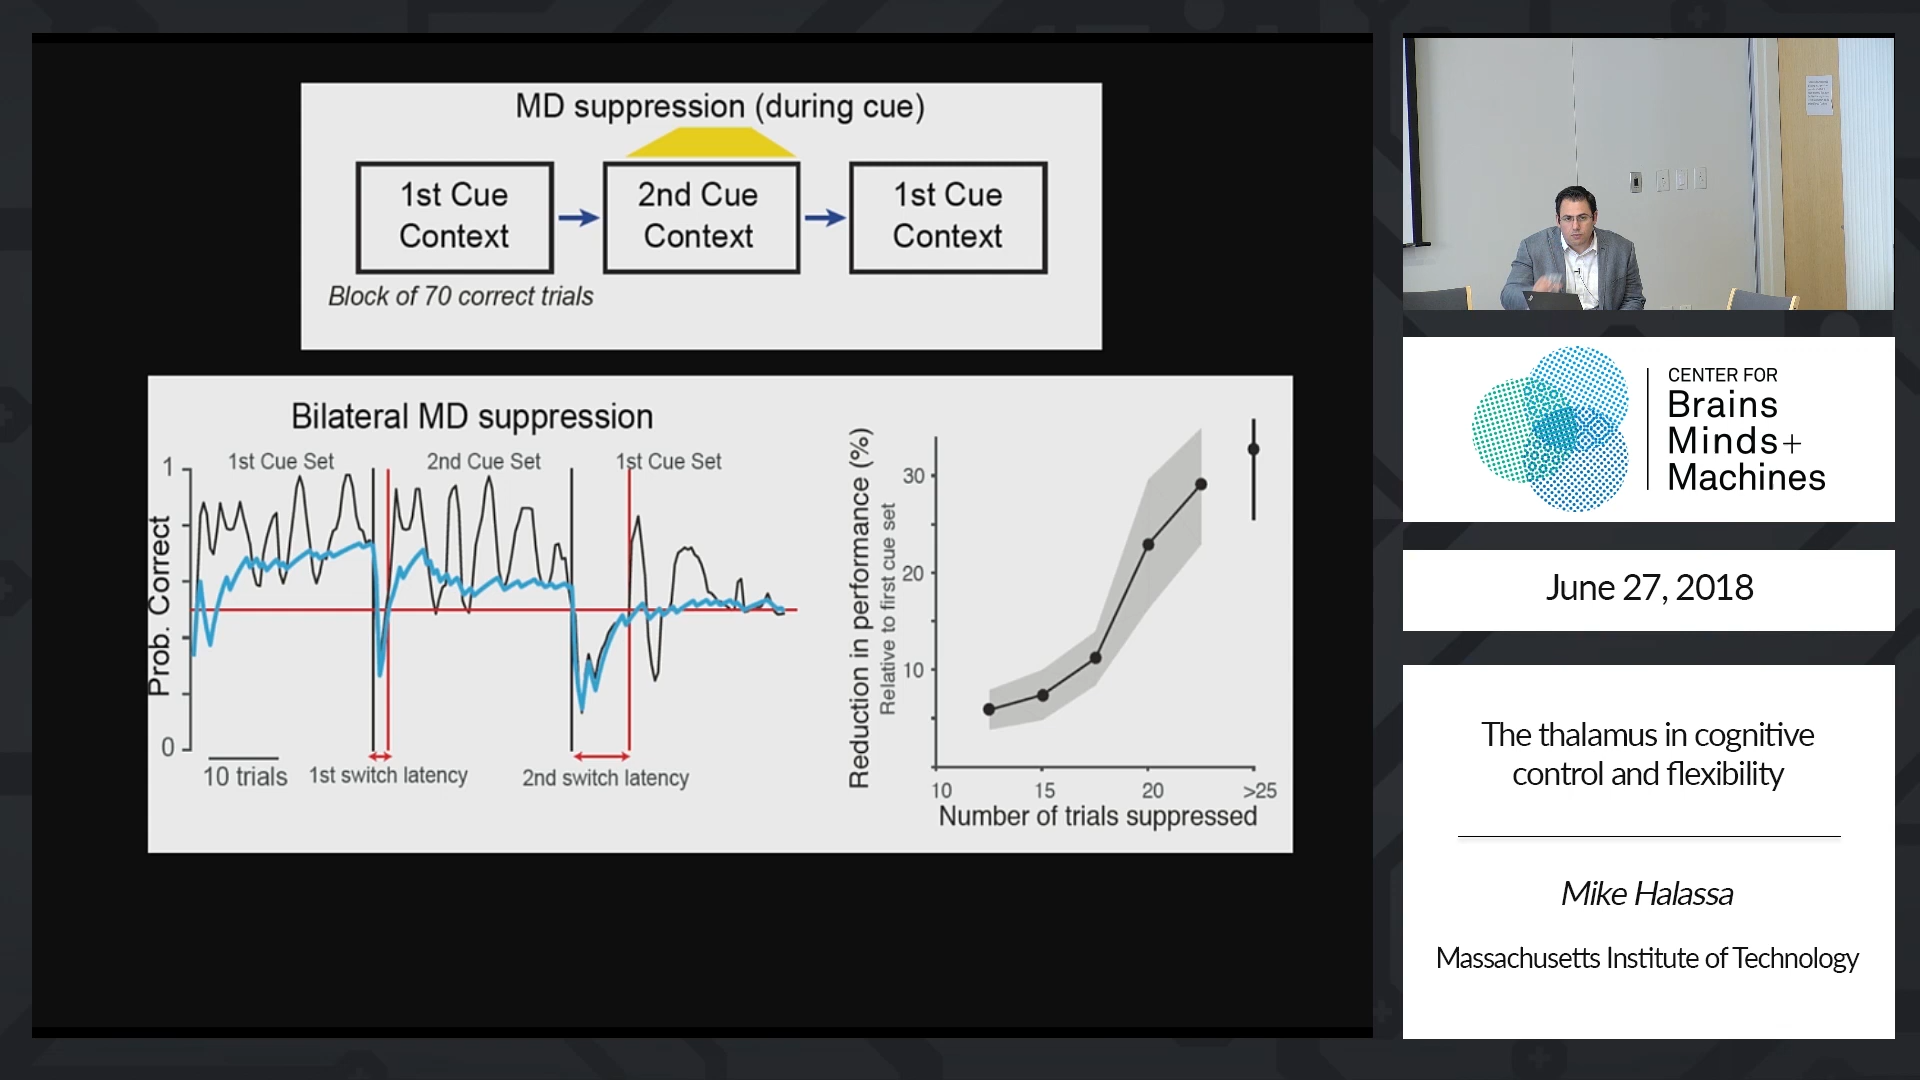 MD suppression (during cue)
1st Cue
Context
2nd Cue
Context
1st Cue
Context
Block of 70 correct trials
Bilateral MD suppression
1st Cue Set
2nd Cue Set
1st Cue Set
1
Prob. Correct
0
10 trials
1st switch latency
2nd switch latency
Reduction in performance (%)
Relative to first cue set
30
20
10
10
15
20
>25
Number of trials suppressed
CENTER FOR
Brains
Minds+
Machines
June 27, 2018
The thalamus in cognitive
control and flexibility
Mike Halassa
Massachusetts Institute of Technology